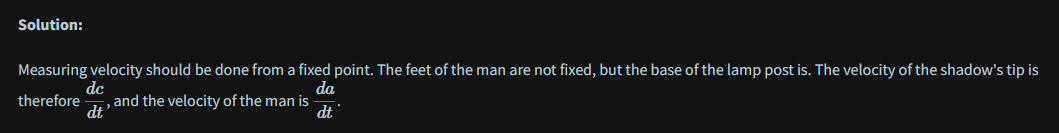 Solution:
Measuring velocity should be done from a fixed point. The feet of the man are not fixed, but the base of the lamp post is. The velocity of the shadow's tip is
therefore dc/dt, and the velocity of the man is da/dt.